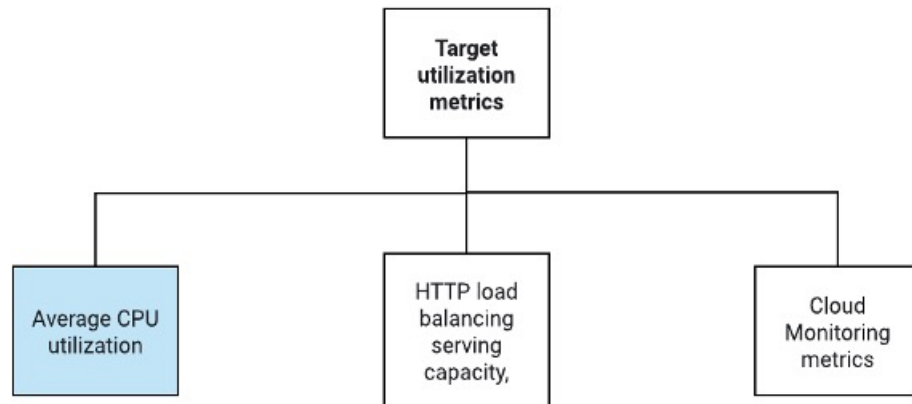 Target
utilization
metrics
Average CPU
utilization
HTTP load
balancing
serving
capacity,
Cloud
Monitoring
metrics